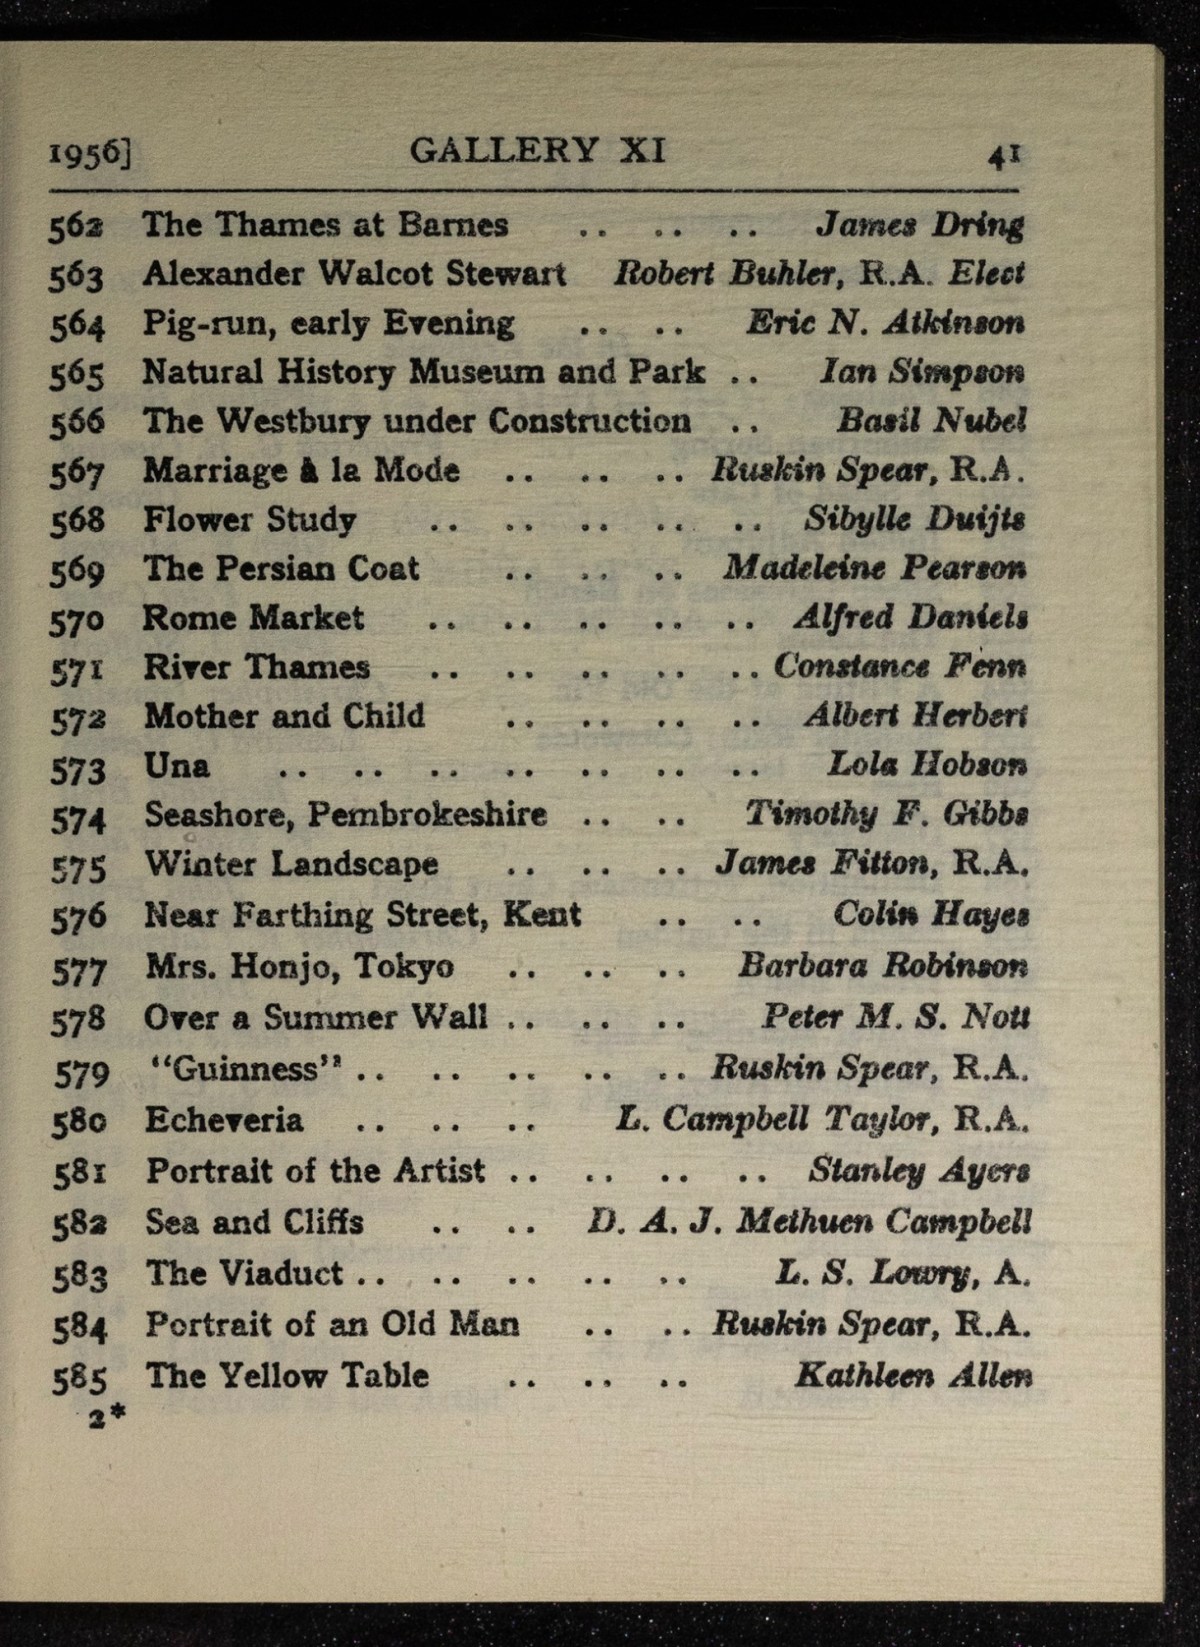 1956] GALLERY XI 41
562 The Thames at Barnes .. .. .. James Dring
563 Alexander Walcot Stewart Robert Buhler, R.A. Elect
564 Pig-run, early Evening .. .. Eric N. Atkinson
565 Natural History Museum and Park .. Ian Simpson
566 The Westbury under Construction .. Basil Nubel
567 Marriage à la Mode .. .. .. Ruskin Spear, R.A.
568 Flower Study .. .. .. .. .. Sibylle Duijts
569 The Persian Coat .. .. .. Madeleine Pearson
570 Rome Market .. .. .. .. .. Alfred Daniels
571 River Thames .. .. .. .. .. Constance Fenn
572 Mother and Child .. .. .. .. Albert Herbert
573 Una .. .. .. .. .. .. .. Lola Hobson
574 Seashore, Pembrokeshire .. .. Timothy F. Gibbs
575 Winter Landscape .. .. .. James Fitton, R.A.
576 Near Farthing Street, Kent .. .. Colin Hayes
577 Mrs. Honjo, Tokyo .. .. .. Barbara Robinson
578 Over a Summer Wall .. .. .. Peter M. S. Nott
579 "Guinness" .. .. .. .. .. Ruskin Spear, R.A.
580 Echeveria .. .. .. L. Campbell Taylor, R.A.
581 Portrait of the Artist .. .. .. .. Stanley Ayers
582 Sea and Cliffs .. .. D. A. J. Methuen Campbell
583 The Viaduct .. .. .. .. .. L. S. Lowry, A.
584 Portrait of an Old Man .. .. Ruskin Spear, R.A.
585 The Yellow Table .. .. .. Kathleen Allen
2*